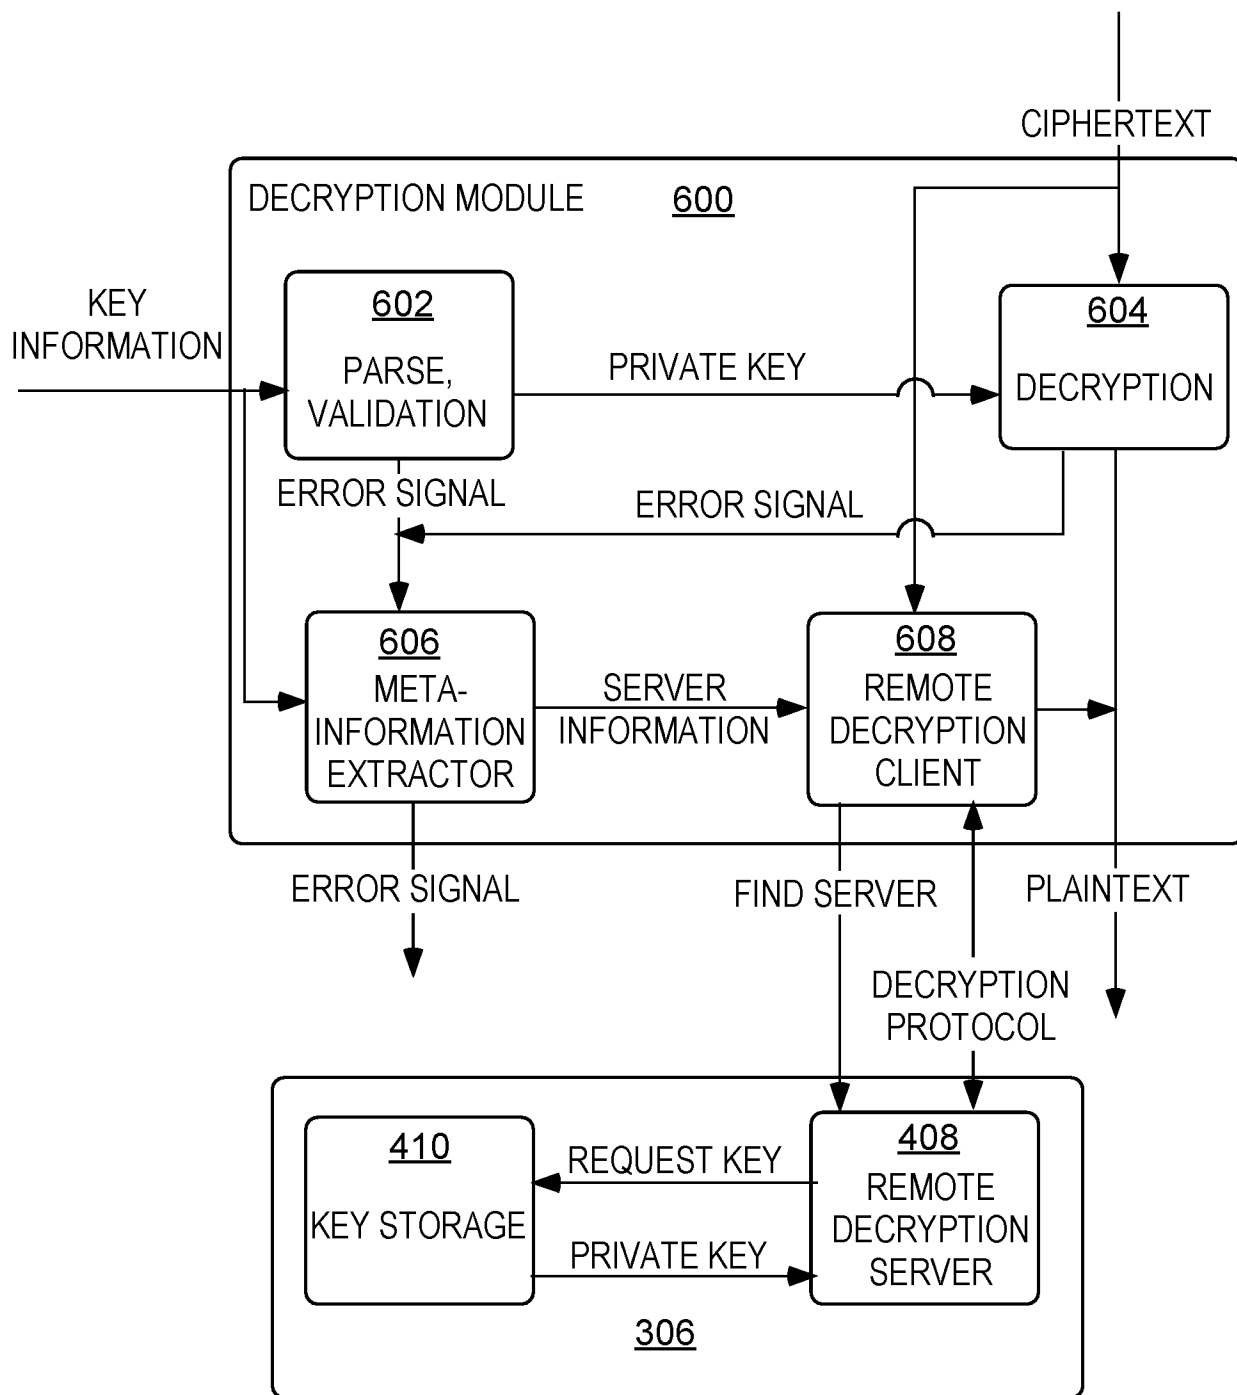 CIPHERTEXT
DECRYPTION MODULE 600
KEY
INFORMATION
602
PARSE,
VALIDATION
PRIVATE KEY
604
DECRYPTION
ERROR SIGNAL
ERROR SIGNAL
606
META-
INFORMATION
EXTRACTOR
SERVER
INFORMATION
608
REMOTE
DECRYPTION
CLIENT
ERROR SIGNAL
FIND SERVER
PLAINTEXT
DECRYPTION
PROTOCOL
410
KEY STORAGE
REQUEST KEY
PRIVATE KEY
408
REMOTE
DECRYPTION
SERVER
306